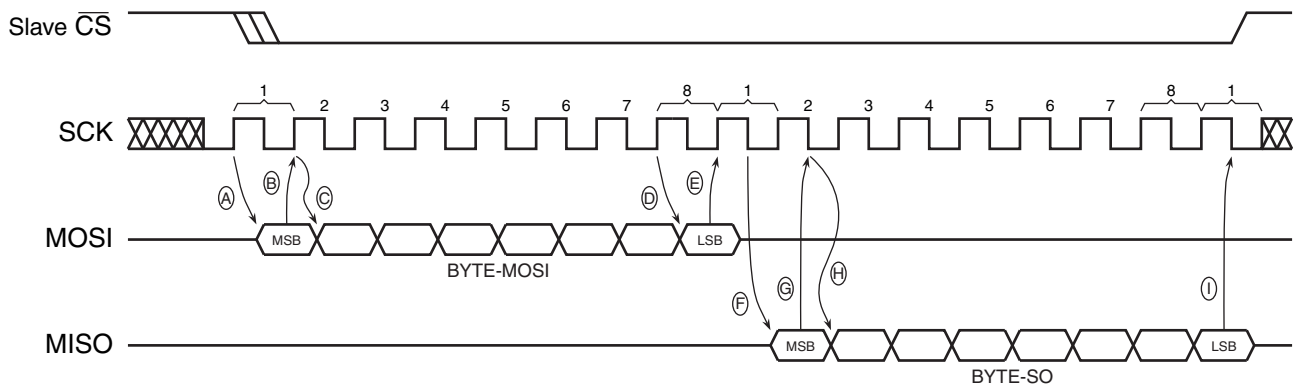 Slave C̅S̅
1 2 3 4 5 6 7 8 1 2 3 4 5 6 7 8 1
SCK
A B C D E
MOSI MSB LSB
BYTE-MOSI
F G H I
MISO MSB LSB
BYTE-SO